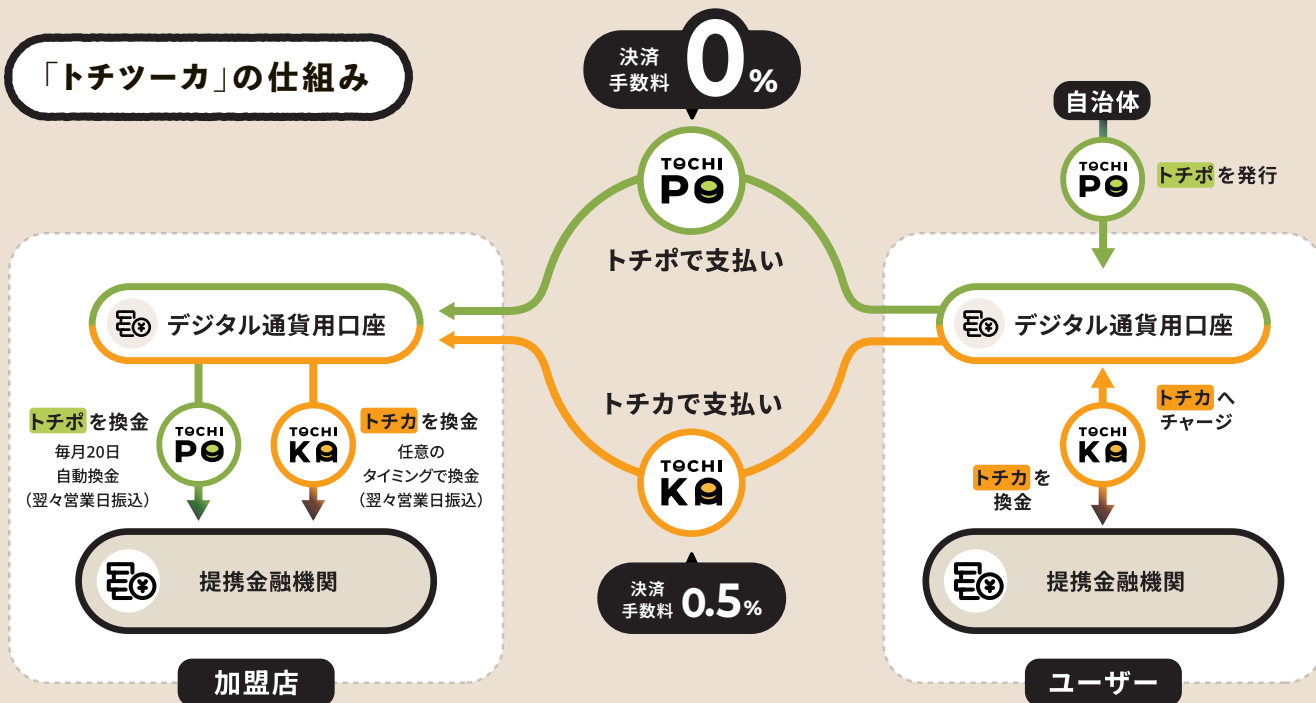 「トチツーカ」の仕組み
決済
手数料
0%
自治体
TOCHI
PO
トチポを発行
TOCHI
PO
トチポで支払い
デジタル通貨用口座
デジタル通貨用口座
トチポを換金
毎月20日
自動換金
（翌々営業日振込）
TOCHI
PO
TOCHI
KA
トチカを換金
任意の
タイミングで換金
（翌々営業日振込）
トチカで支払い
TOCHI
KA
トチカへ
チャージ
TOCHI
KA
トチカを
換金
提携金融機関
決済
手数料
0.5%
提携金融機関
加盟店
ユーザー